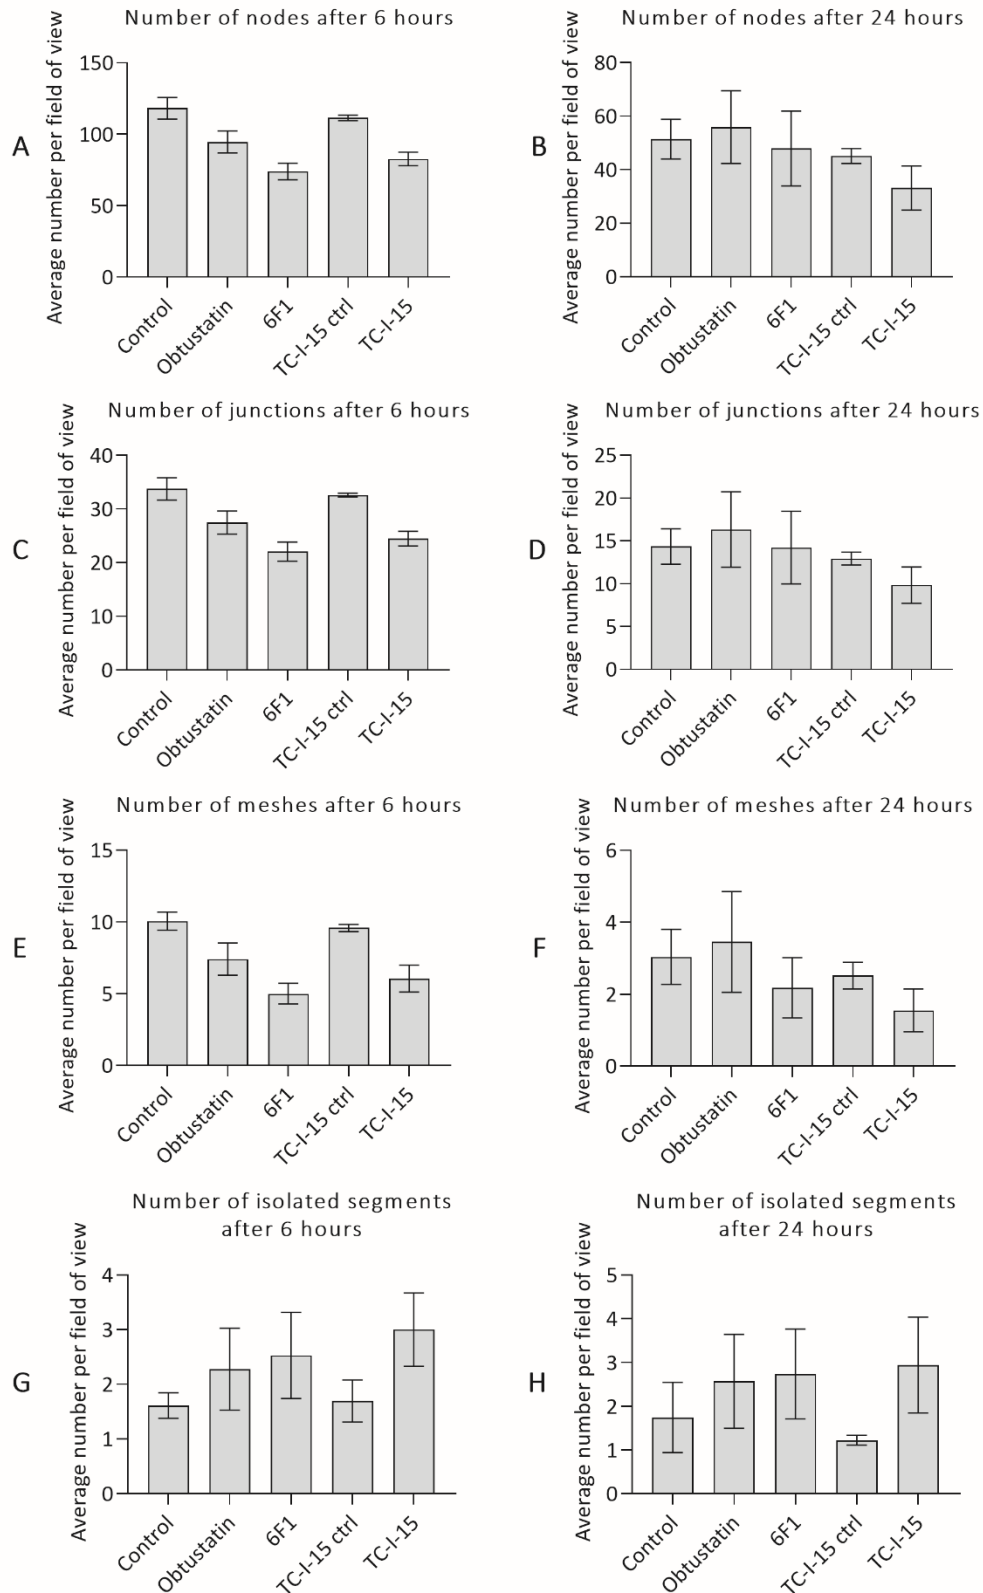 Number of nodes after 6 hours
A
Average number per field of view
150
100
50
0
Control
Obtustatin
6F1
TC-I-15 ctrl
TC-I-15
Number of nodes after 24 hours
B
Average number per field of view
80
60
40
20
0
Control
Obtustatin
6F1
TC-I-15 ctrl
TC-I-15
Number of junctions after 6 hours
C
Average number per field of view
40
30
20
10
0
Control
Obtustatin
6F1
TC-I-15 ctrl
TC-I-15
Number of junctions after 24 hours
D
Average number per field of view
25
20
15
10
5
0
Control
Obtustatin
6F1
TC-I-15 ctrl
TC-I-15
Number of meshes after 6 hours
E
Average number per field of view
15
10
5
0
Control
Obtustatin
6F1
TC-I-15 ctrl
TC-I-15
Number of meshes after 24 hours
F
Average number per field of view
6
4
2
0
Control
Obtustatin
6F1
TC-I-15 ctrl
TC-I-15
Number of isolated segments
after 6 hours
G
Average number per field of view
4
3
2
1
0
Control
Obtustatin
6F1
TC-I-15 ctrl
TC-I-15
Number of isolated segments
after 24 hours
H
Average number per field of view
5
4
3
2
1
0
Control
Obtustatin
6F1
TC-I-15 ctrl
TC-I-15